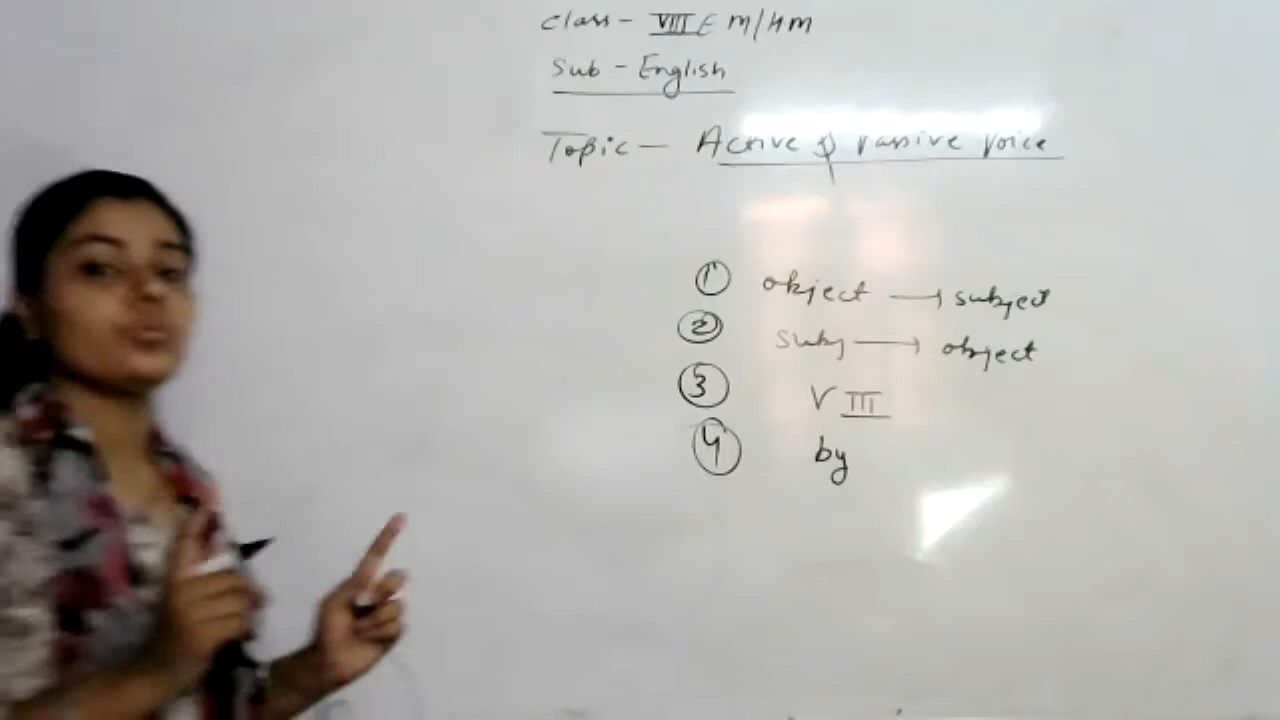 Class - VIII E M/HM
Sub - English
Topic - Active & Passive Voice
① object → subject
② Subj → object
③ V III
④ by